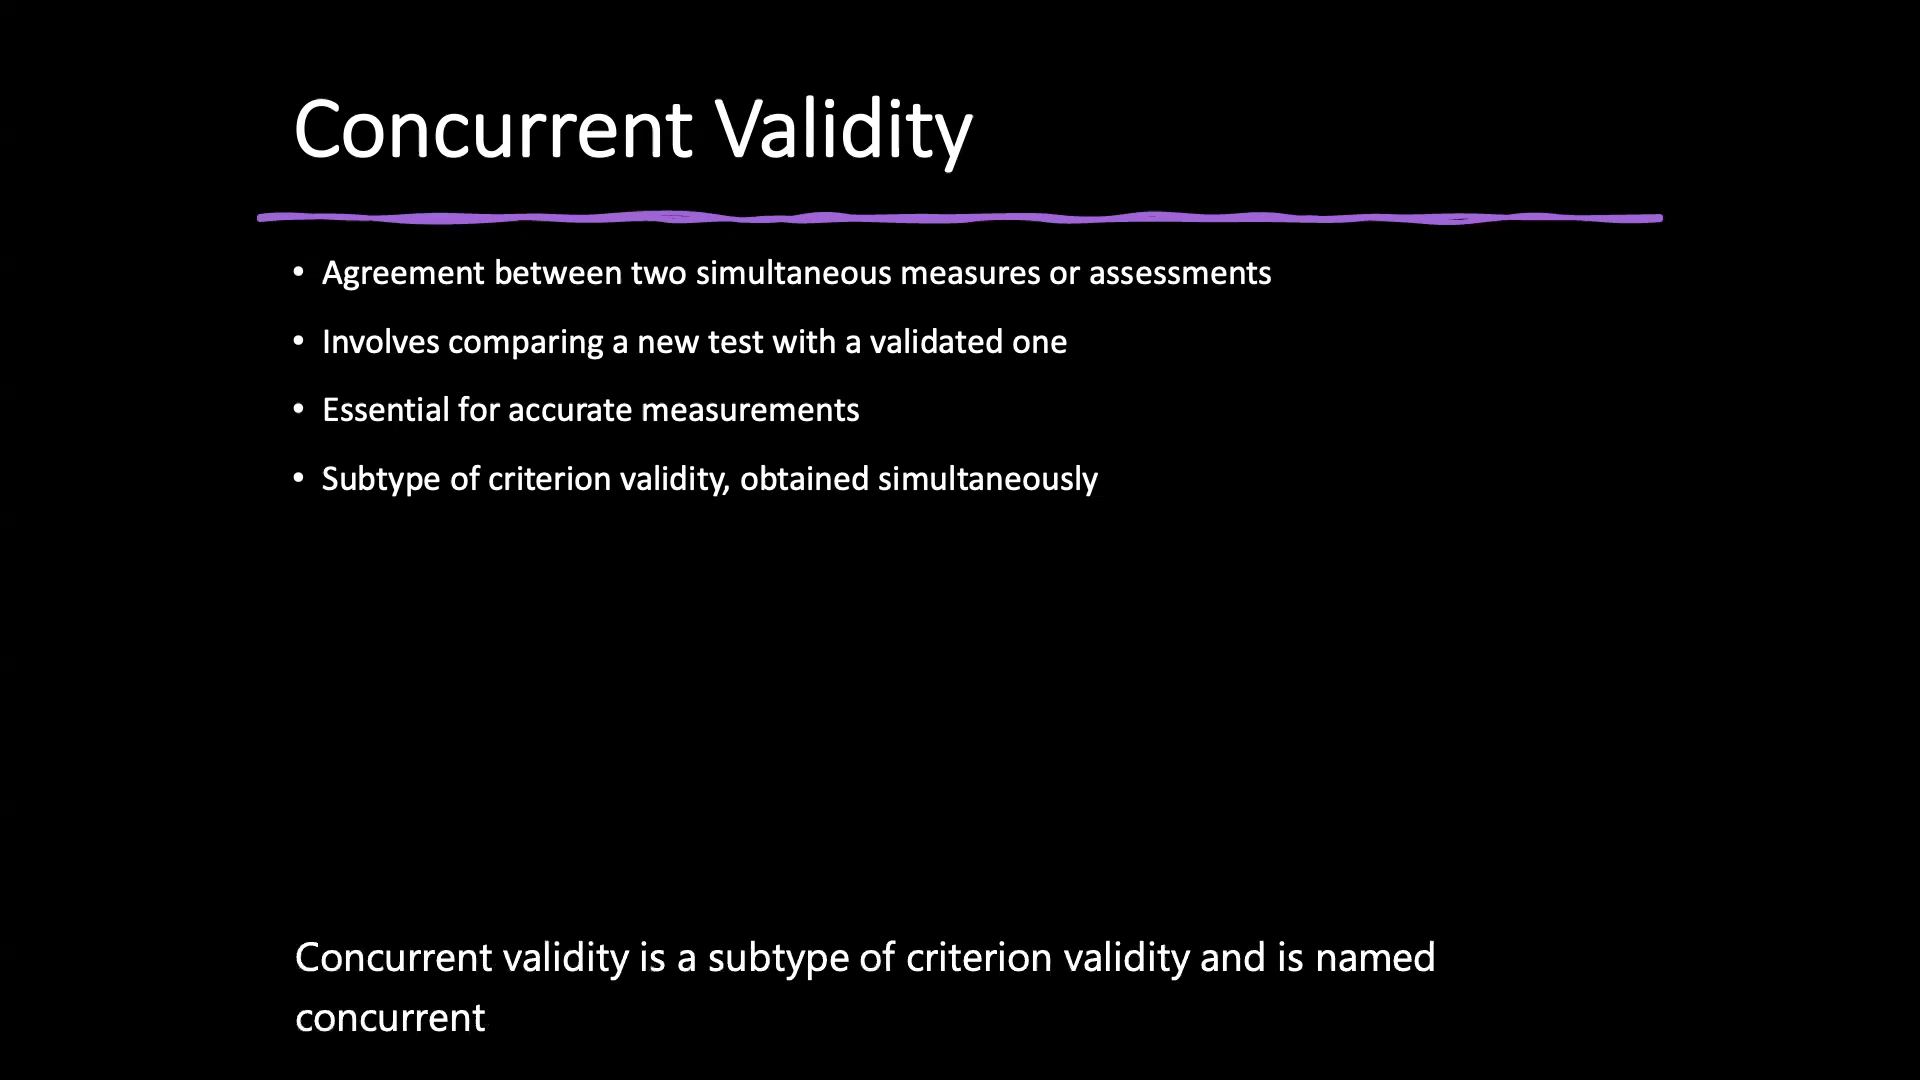 Concurrent Validity
• Agreement between two simultaneous measures or assessments
• Involves comparing a new test with a validated one
• Essential for accurate measurements
• Subtype of criterion validity, obtained simultaneously
Concurrent validity is a subtype of criterion validity and is named
concurrent